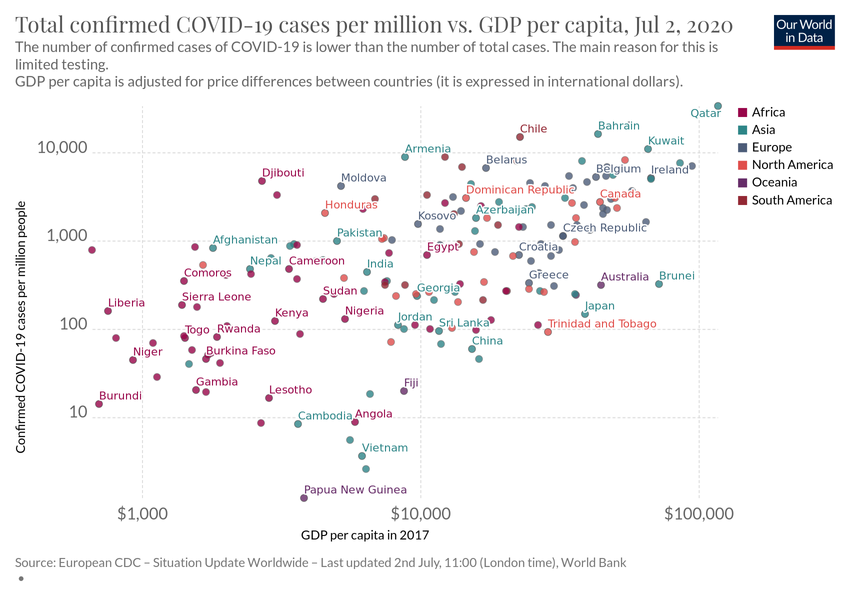 Total confirmed COVID-19 cases per million vs. GDP per capita, Jul 2, 2020
Our World
in Data
The number of confirmed cases of COVID-19 is lower than the number of total cases. The main reason for this is
limited testing.
GDP per capita is adjusted for price differences between countries (it is expressed in international dollars).
Confirmed COVID-19 cases per million people
10,000
1,000
100
10
$1,000
$10,000
$100,000
GDP per capita in 2017
Africa
Asia
Europe
North America
Oceania
South America
Qatar
Chile
Bahrain
Kuwait
Armenia
Belarus
Belgium
Ireland
Djibouti
Moldova
Dominican Republic
Canada
Honduras
Kosovo
Azerbaijan
Czech Republic
Afghanistan
Pakistan
Egypt
Croatia
Nepal
Cameroon
India
Comoros
Greece
Australia
Brunei
Sudan
Georgia
Liberia
Sierra Leone
Kenya
Nigeria
Jordan
Sri Lanka
Japan
Trinidad and Tobago
Togo
Rwanda
Niger
Burkina Faso
China
Burundi
Gambia
Lesotho
Fiji
Cambodia
Angola
Vietnam
Papua New Guinea
Source: European CDC – Situation Update Worldwide – Last updated 2nd July, 11:00 (London time), World Bank